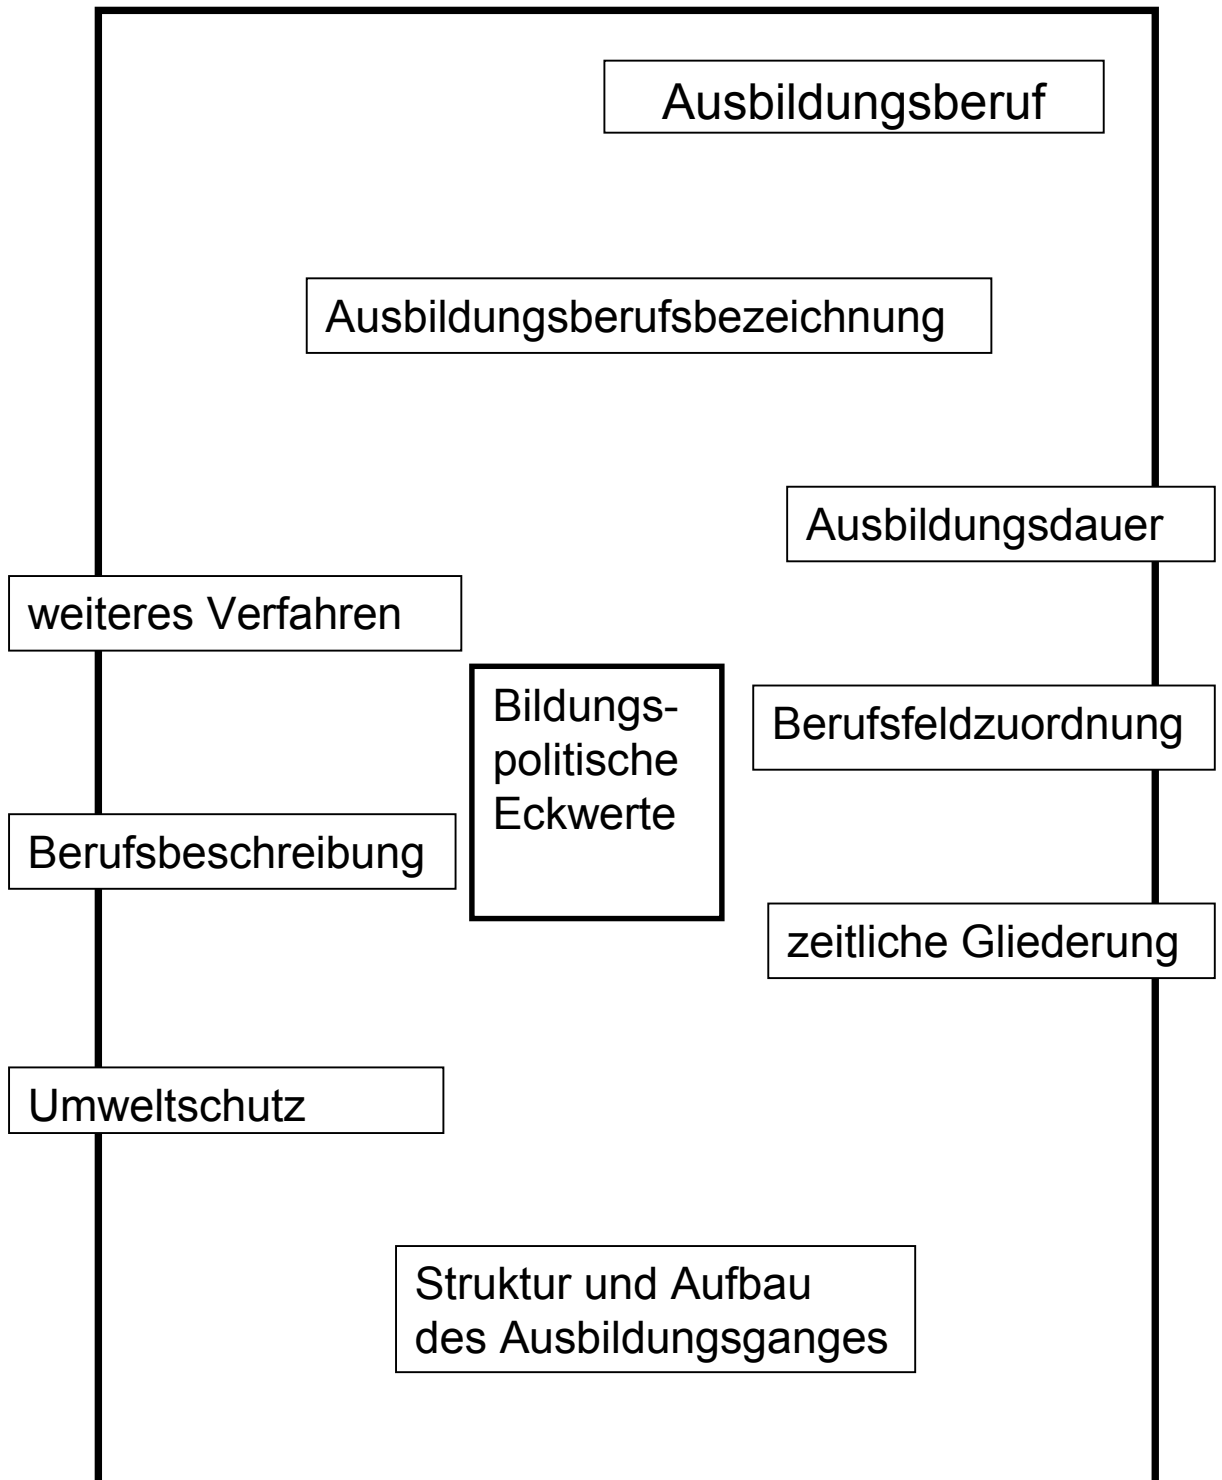 Ausbildungsberuf
Ausbildungsberufsbezeichnung
Ausbildungsdauer
weiteres Verfahren
Bildungs-
politische
Eckwerte
Berufsfeldzuordnung
Berufsbeschreibung
zeitliche Gliederung
Umweltschutz
Struktur und Aufbau
des Ausbildungsganges